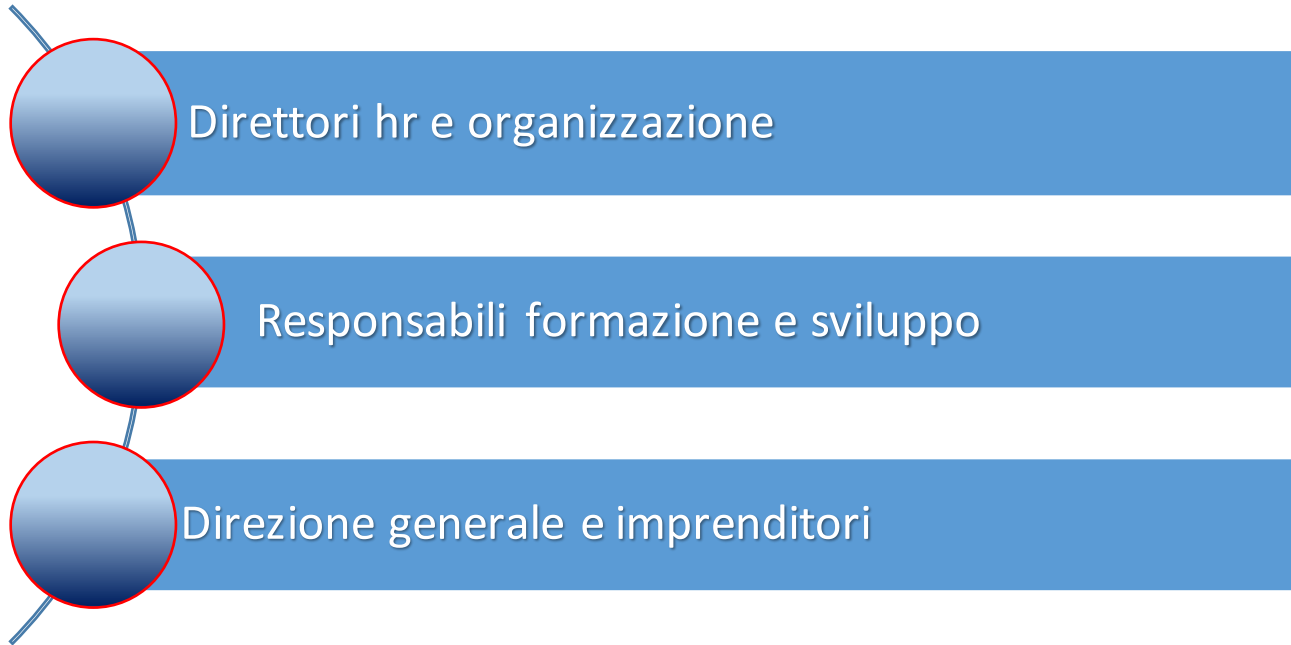 Direttori hr e organizzazione
Responsabili formazione e sviluppo
Direzione generale e imprenditori